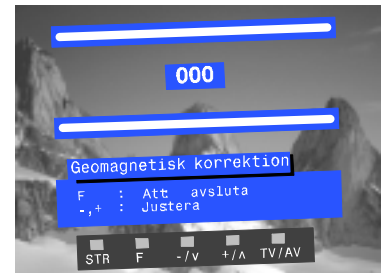 000
Geomagnetisk korrektion
F : Att avsluta
-,+ : Justera
STR F -/v +/ʌ TV/AV